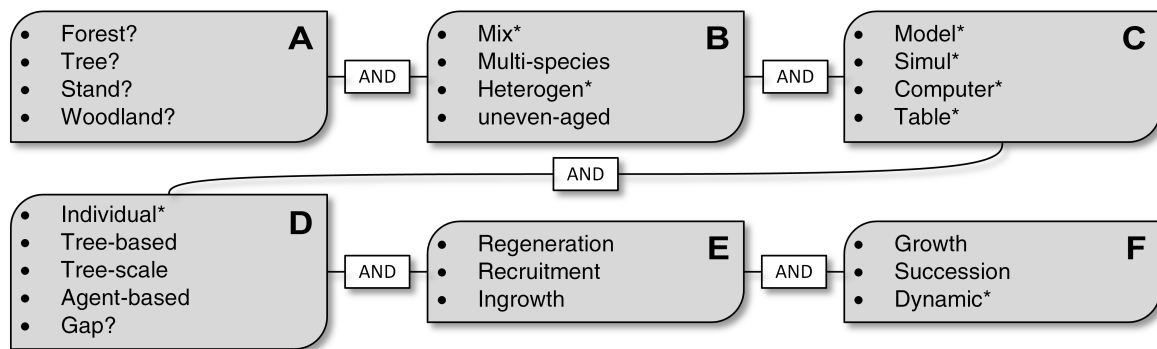 A
Forest?
Tree?
Stand?
Woodland?
AND
B
Mix*
Multi-species
Heterogen*
uneven-aged
AND
C
Model*
Simul*
Computer*
Table*
AND
D
Individual*
Tree-based
Tree-scale
Agent-based
Gap?
AND
E
Regeneration
Recruitment
Ingrowth
AND
F
Growth
Succession
Dynamic*